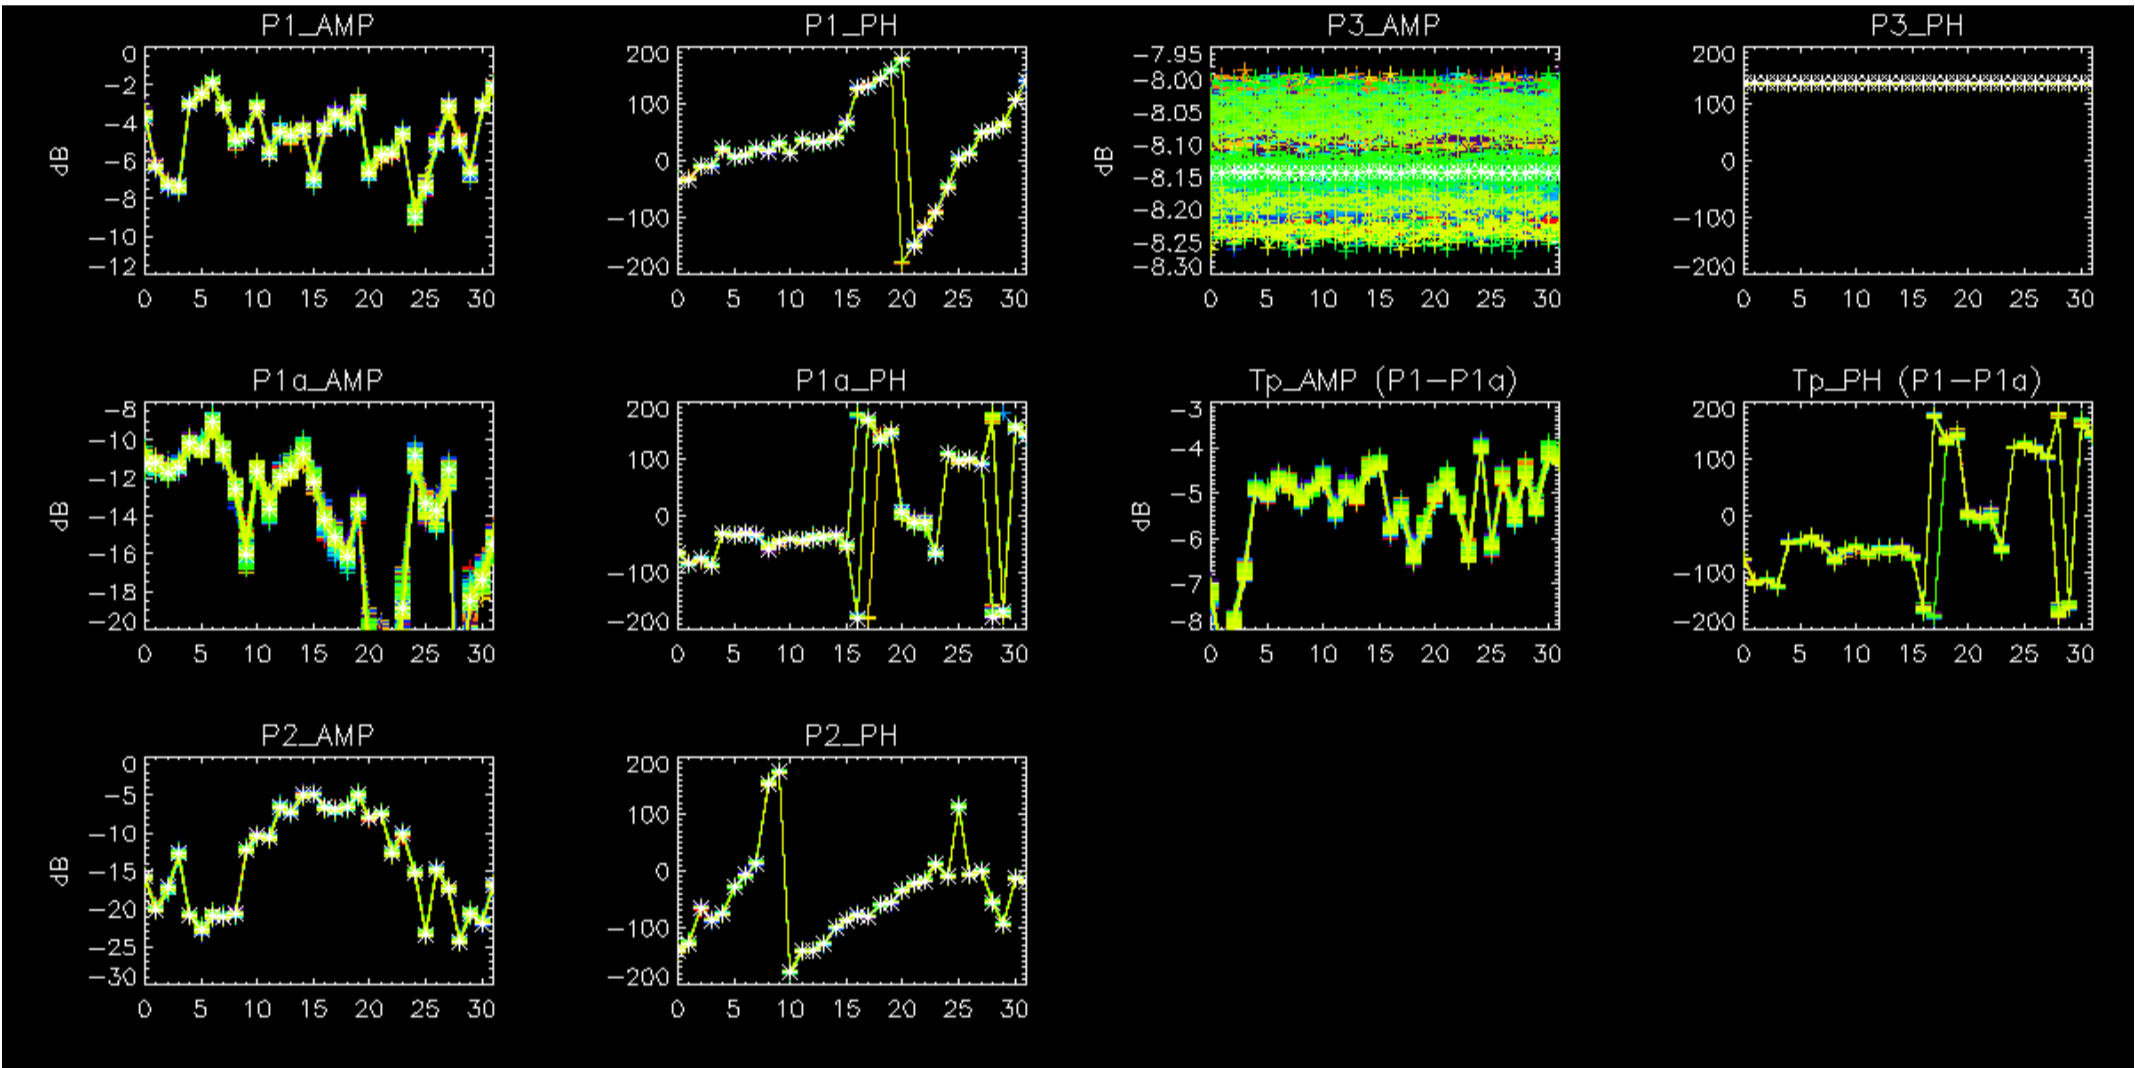 P1_AMP
0
−2
−4
−6
−8
−10
−12
dB
0 5 10 15 20 25 30
P1_PH
200
100
0
−100
−200
0 5 10 15 20 25 30
P3_AMP
−7.95
−8.00
−8.05
−8.10
−8.15
−8.20
−8.25
−8.30
dB
0 5 10 15 20 25 30
P3_PH
200
100
0
−100
−200
0 5 10 15 20 25 30
P1a_AMP
−8
−10
−12
−14
−16
−18
−20
dB
0 5 10 15 20 25 30
P1a_PH
200
100
0
−100
−200
0 5 10 15 20 25 30
Tp_AMP (P1−P1a)
−3
−4
−5
−6
−7
−8
dB
0 5 10 15 20 25 30
Tp_PH (P1−P1a)
200
100
0
−100
−200
0 5 10 15 20 25 30
P2_AMP
0
−5
−10
−15
−20
−25
−30
dB
0 5 10 15 20 25 30
P2_PH
200
100
0
−100
−200
0 5 10 15 20 25 30